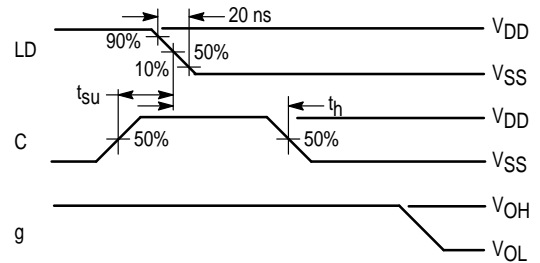 20 ns
V_DD
90%
50%
LD
10%
V_SS
t_su
t_h
V_DD
C
50%
50%
V_SS
V_OH
g
V_OL